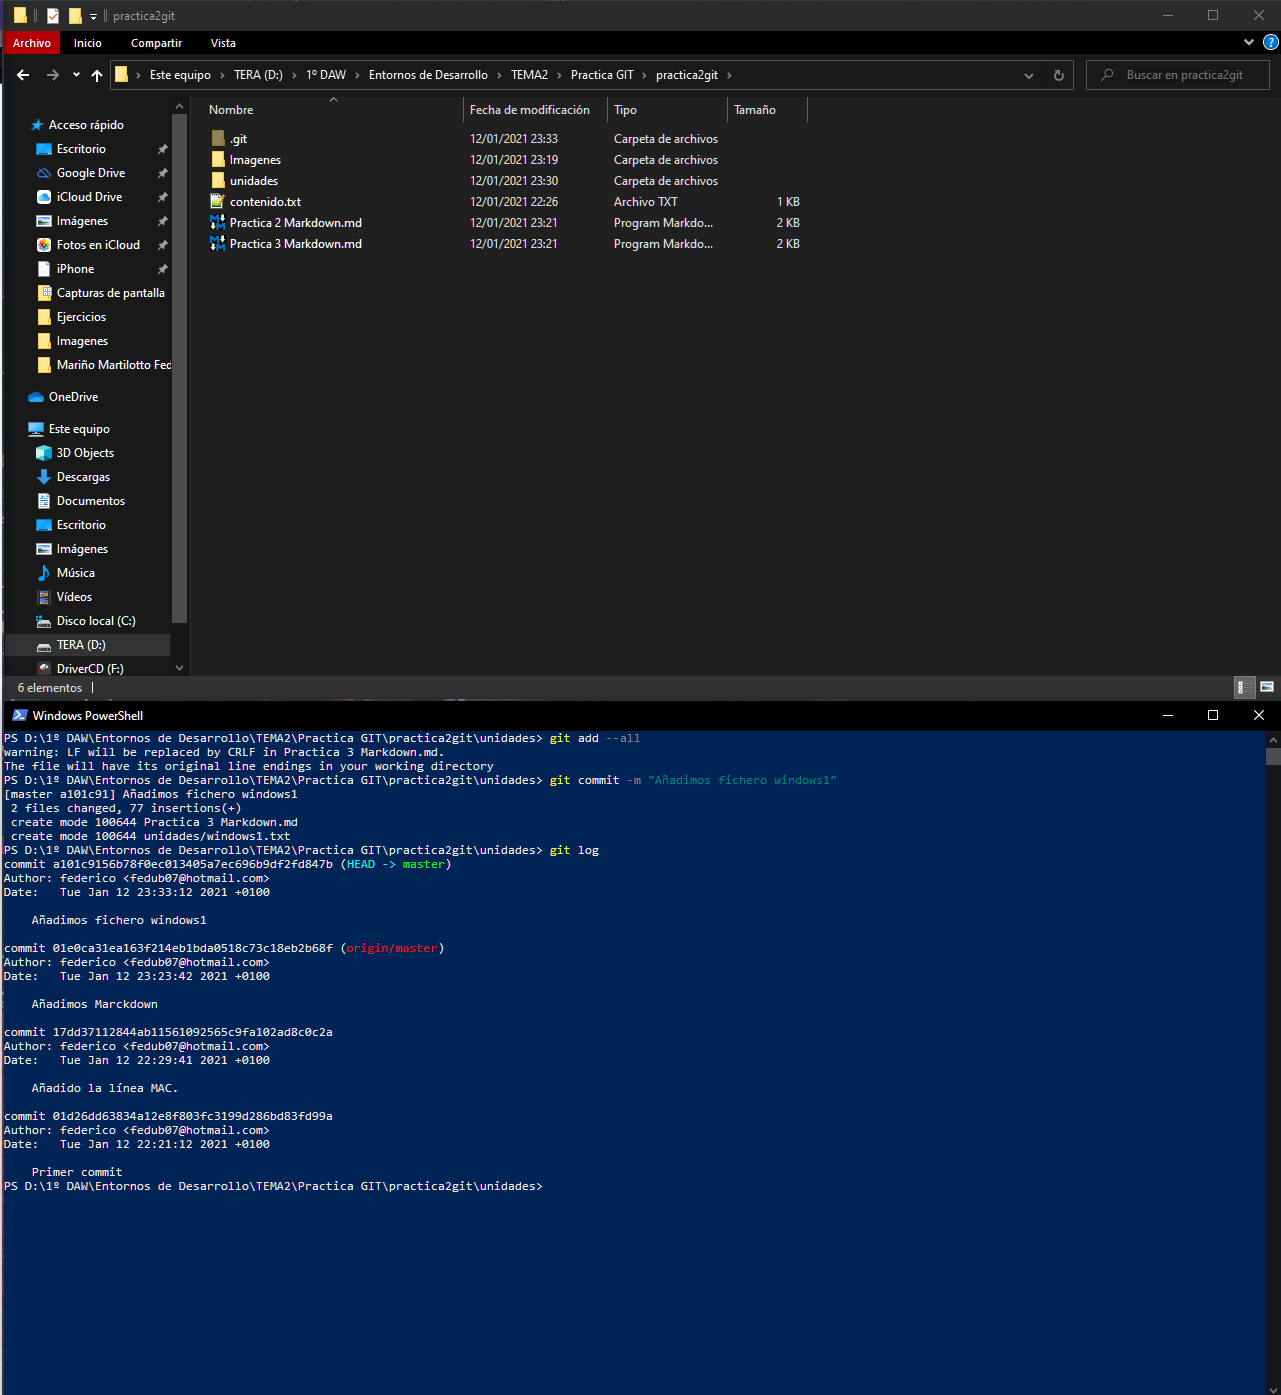 practica2git
Archivo Inicio Compartir Vista
Este equipo > TERA (D:) > 1º DAW > Entornos de Desarrollo > TEMA2 > Practica GIT > practica2git >
Buscar en practica2git
Nombre Fecha de modificación Tipo Tamaño
.git 12/01/2021 23:33 Carpeta de archivos
Imagenes 12/01/2021 23:19 Carpeta de archivos
unidades 12/01/2021 23:30 Carpeta de archivos
contenido.txt 12/01/2021 22:26 Archivo TXT 1 KB
Practica 2 Markdown.md 12/01/2021 23:21 Program Markdo... 2 KB
Practica 3 Markdown.md 12/01/2021 23:21 Program Markdo... 2 KB
Acceso rápido
Escritorio
Google Drive
iCloud Drive
Imágenes
Fotos en iCloud
iPhone
Capturas de pantalla
Ejercicios
Imagenes
Mariño Martilotto Fed
OneDrive
Este equipo
3D Objects
Descargas
Documentos
Escritorio
Imágenes
Música
Vídeos
Disco local (C:)
TERA (D:)
DriverCD (F:)
6 elementos
Windows PowerShell
PS D:\1º DAW\Entornos de Desarrollo\TEMA2\Practica GIT\practica2git\unidades> git add --all
warning: LF will be replaced by CRLF in Practica 3 Markdown.md.
The file will have its original line endings in your working directory
PS D:\1º DAW\Entornos de Desarrollo\TEMA2\Practica GIT\practica2git\unidades> git commit -m "Añadimos fichero windows1"
[master a101c91] Añadimos fichero windows1
2 files changed, 77 insertions(+)
create mode 100644 Practica 3 Markdown.md
create mode 100644 unidades/windows1.txt
PS D:\1º DAW\Entornos de Desarrollo\TEMA2\Practica GIT\practica2git\unidades> git log
commit a101c9156b78f0ec013405a7ec696b9df2fd847b (HEAD -> master)
Author: federico <fedub07@hotmail.com>
Date: Tue Jan 12 23:33:12 2021 +0100
Añadimos fichero windows1
commit 01e0ca31ea163f214eb1bda0518c73c18eb2b68f (origin/master)
Author: federico <fedub07@hotmail.com>
Date: Tue Jan 12 23:23:42 2021 +0100
Añadimos Marckdown
commit 17dd37112844ab11561092565c9fa102ad8c0c2a
Author: federico <fedub07@hotmail.com>
Date: Tue Jan 12 22:29:41 2021 +0100
Añadido la línea MAC.
commit 01d26dd63834a12e8f803fc3199d286bd83fd99a
Author: federico <fedub07@hotmail.com>
Date: Tue Jan 12 22:21:12 2021 +0100
Primer commit
PS D:\1º DAW\Entornos de Desarrollo\TEMA2\Practica GIT\practica2git\unidades>